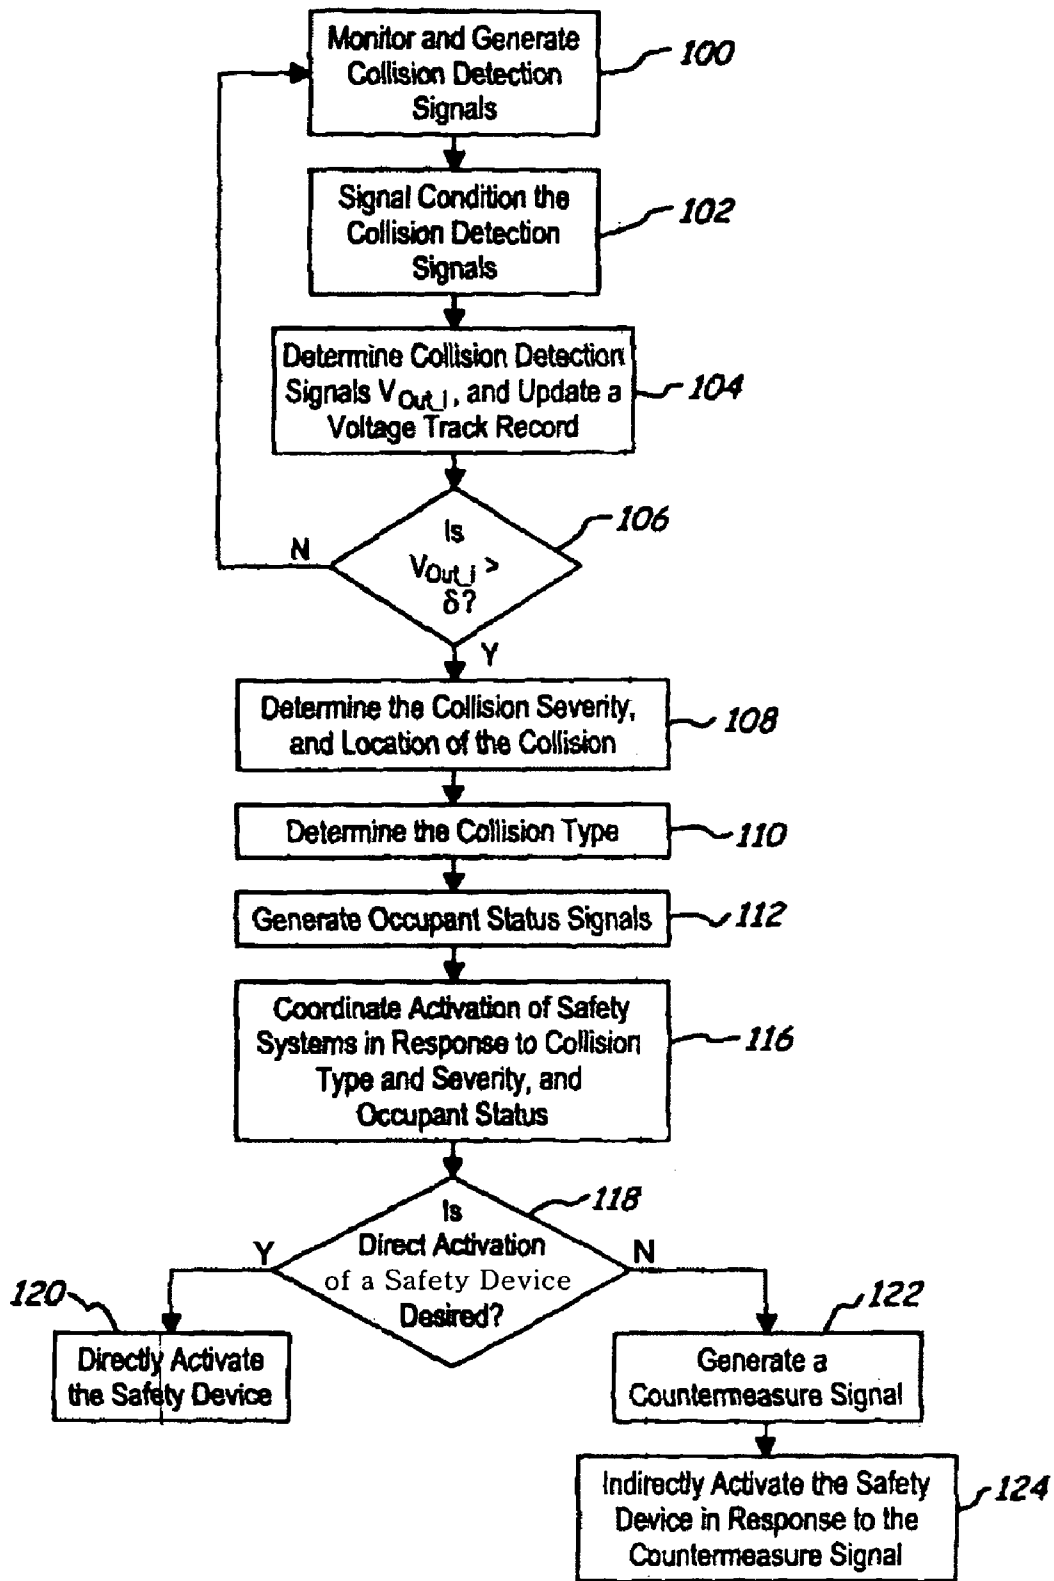 Monitor and Generate
Collision Detection
Signals
100
Signal Condition the
Collision Detection
Signals
102
Determine Collision Detection
Signals V_Out_i, and Update a
Voltage Track Record
104
Is
V_Out_i >
δ?
106
N
Y
Determine the Collision Severity,
and Location of the Collision
108
Determine the Collision Type
110
Generate Occupant Status Signals
112
Coordinate Activation of Safety
Systems in Response to Collision
Type and Severity, and
Occupant Status
116
Is
Direct Activation
of a Safety Device
Desired?
118
Y
N
120
Directly Activate
the Safety Device
122
Generate a
Countermeasure Signal
Indirectly Activate the Safety
Device in Response to the
Countermeasure Signal
124